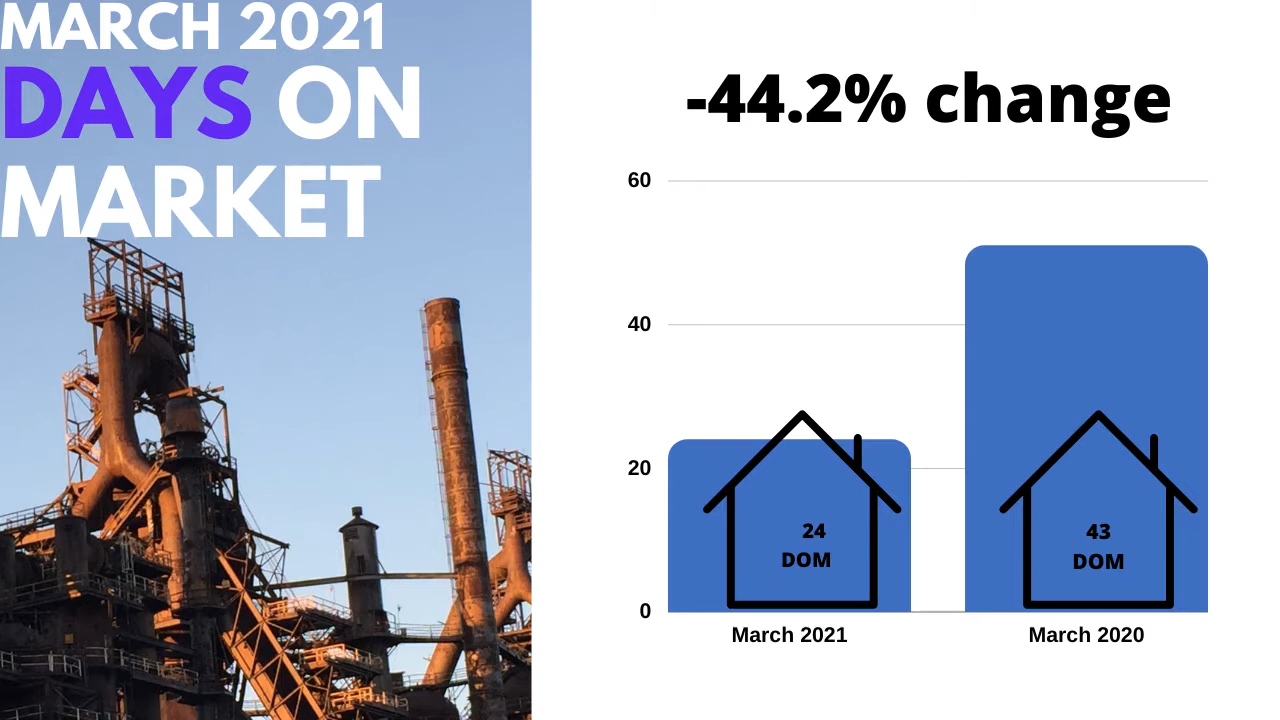 MARCH 2021
DAYS ON
MARKET
-44.2% change
60
40
20
0
24
DOM
43
DOM
March 2021
March 2020